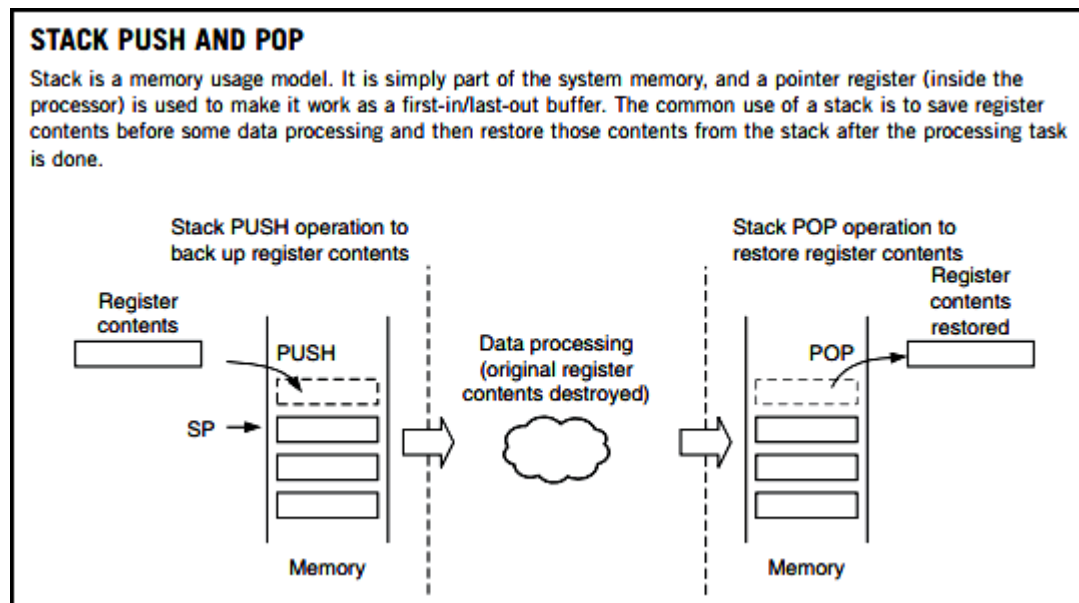 STACK PUSH AND POP
Stack is a memory usage model. It is simply part of the system memory, and a pointer register (inside the
processor) is used to make it work as a first-in/last-out buffer. The common use of a stack is to save register
contents before some data processing and then restore those contents from the stack after the processing task
is done.
Stack PUSH operation to
back up register contents
Stack POP operation to
restore register contents
Register
contents
PUSH
SP
Memory
Data processing
(original register
contents destroyed)
POP
Register
contents
restored
Memory